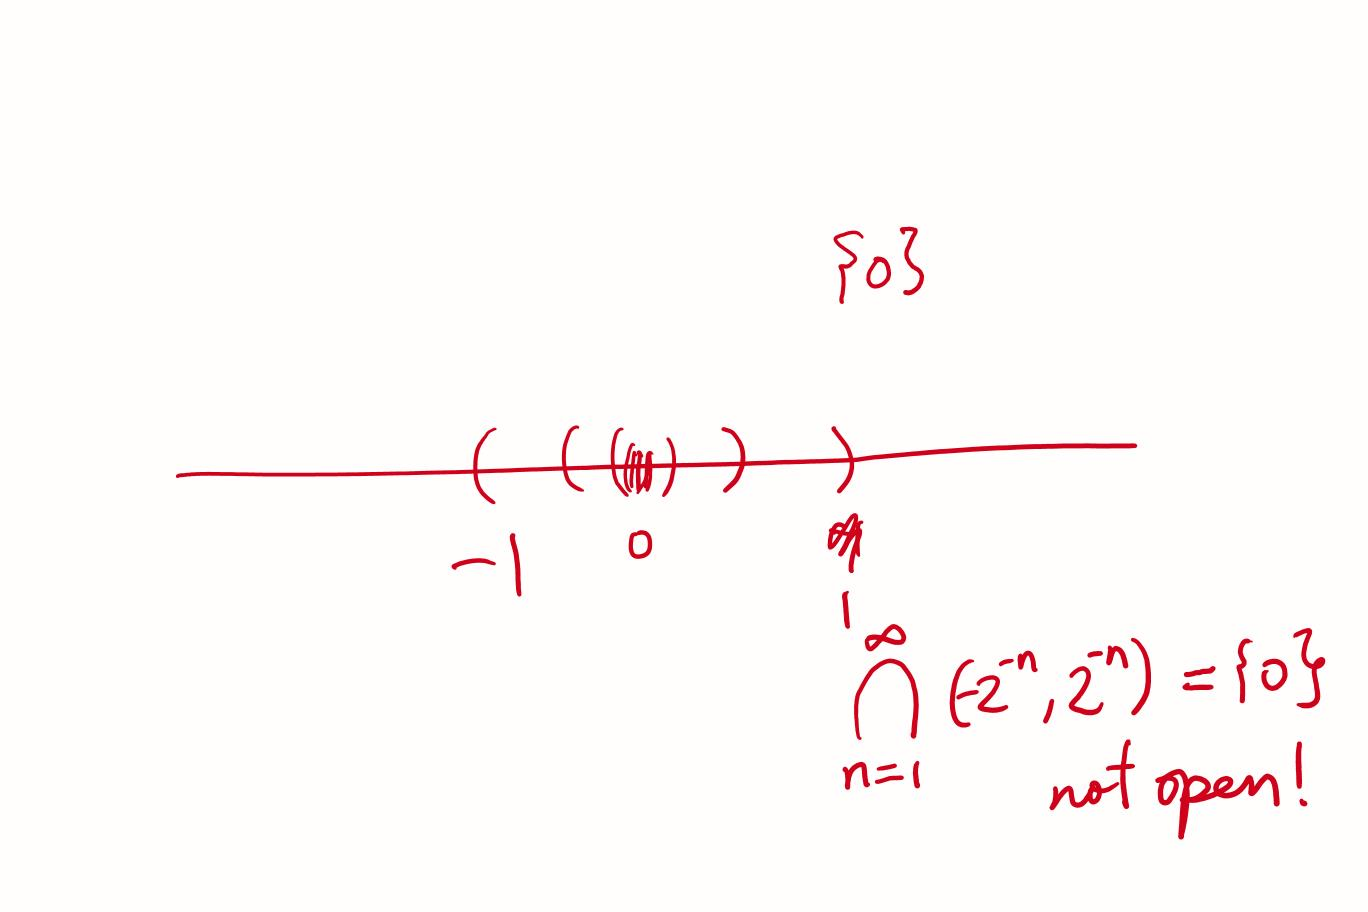 {0}
-1 0
1
∞
⋂ (-2⁻ⁿ, 2⁻ⁿ) = {0}
n=1
not open!